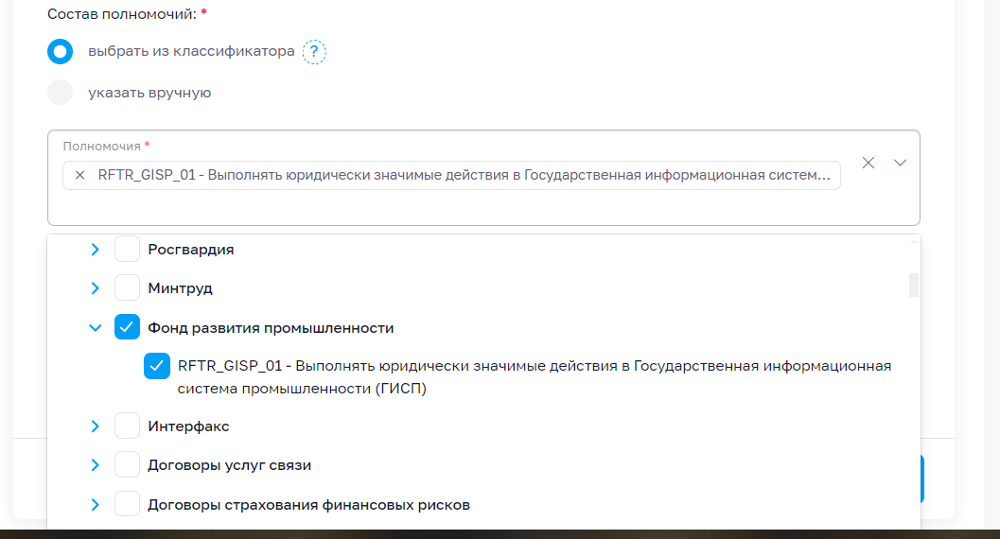 Состав полномочий: *
выбрать из классификатора ?
указать вручную
Полномочия *
RFTR_GISP_01 - Выполнять юридически значимые действия в Государственная информационная систем...
Росгвардия
Минтруд
Фонд развития промышленности
RFTR_GISP_01 - Выполнять юридически значимые действия в Государственная информационная
система промышленности (ГИСП)
Интерфакс
Договоры услуг связи
Договоры страхования финансовых рисков